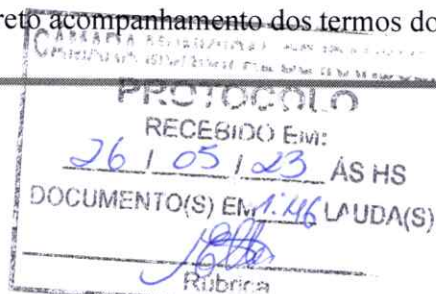 reto acompanhamento dos termos do
CAMARA
PROTOCOLO
RECEBIDO EM:
26 / 05 / 23 ÀS HS
DOCUMENTO(S) EM 1:46 LAUDA(S)
Rubrica